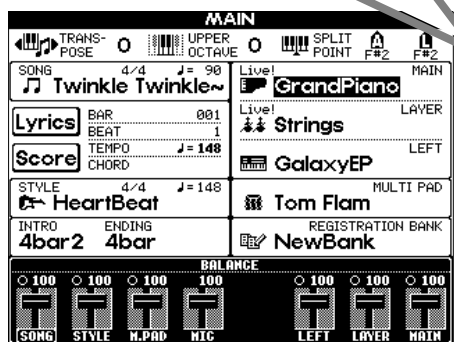 MAIN
TRANS-POSE 0 UPPER OCTAVE 0 SPLIT POINT A F#2 L F#2
SONG 4/4 ♩= 90
Twinkle Twinkle~
Lyrics BAR 001
BEAT 1
Score TEMPO ♩= 148
CHORD
STYLE 4/4 ♩=148
HeartBeat
INTRO ENDING
4bar2 4bar
Live! MAIN
GrandPiano
Live! LAYER
Strings
LEFT
GalaxyEP
MULTI PAD
Tom Flam
REGISTRATION BANK
NewBank
BALANCE
100 100 100 100 100 100 100
SONG STYLE M.PAD MIC LEFT LAYER MAIN